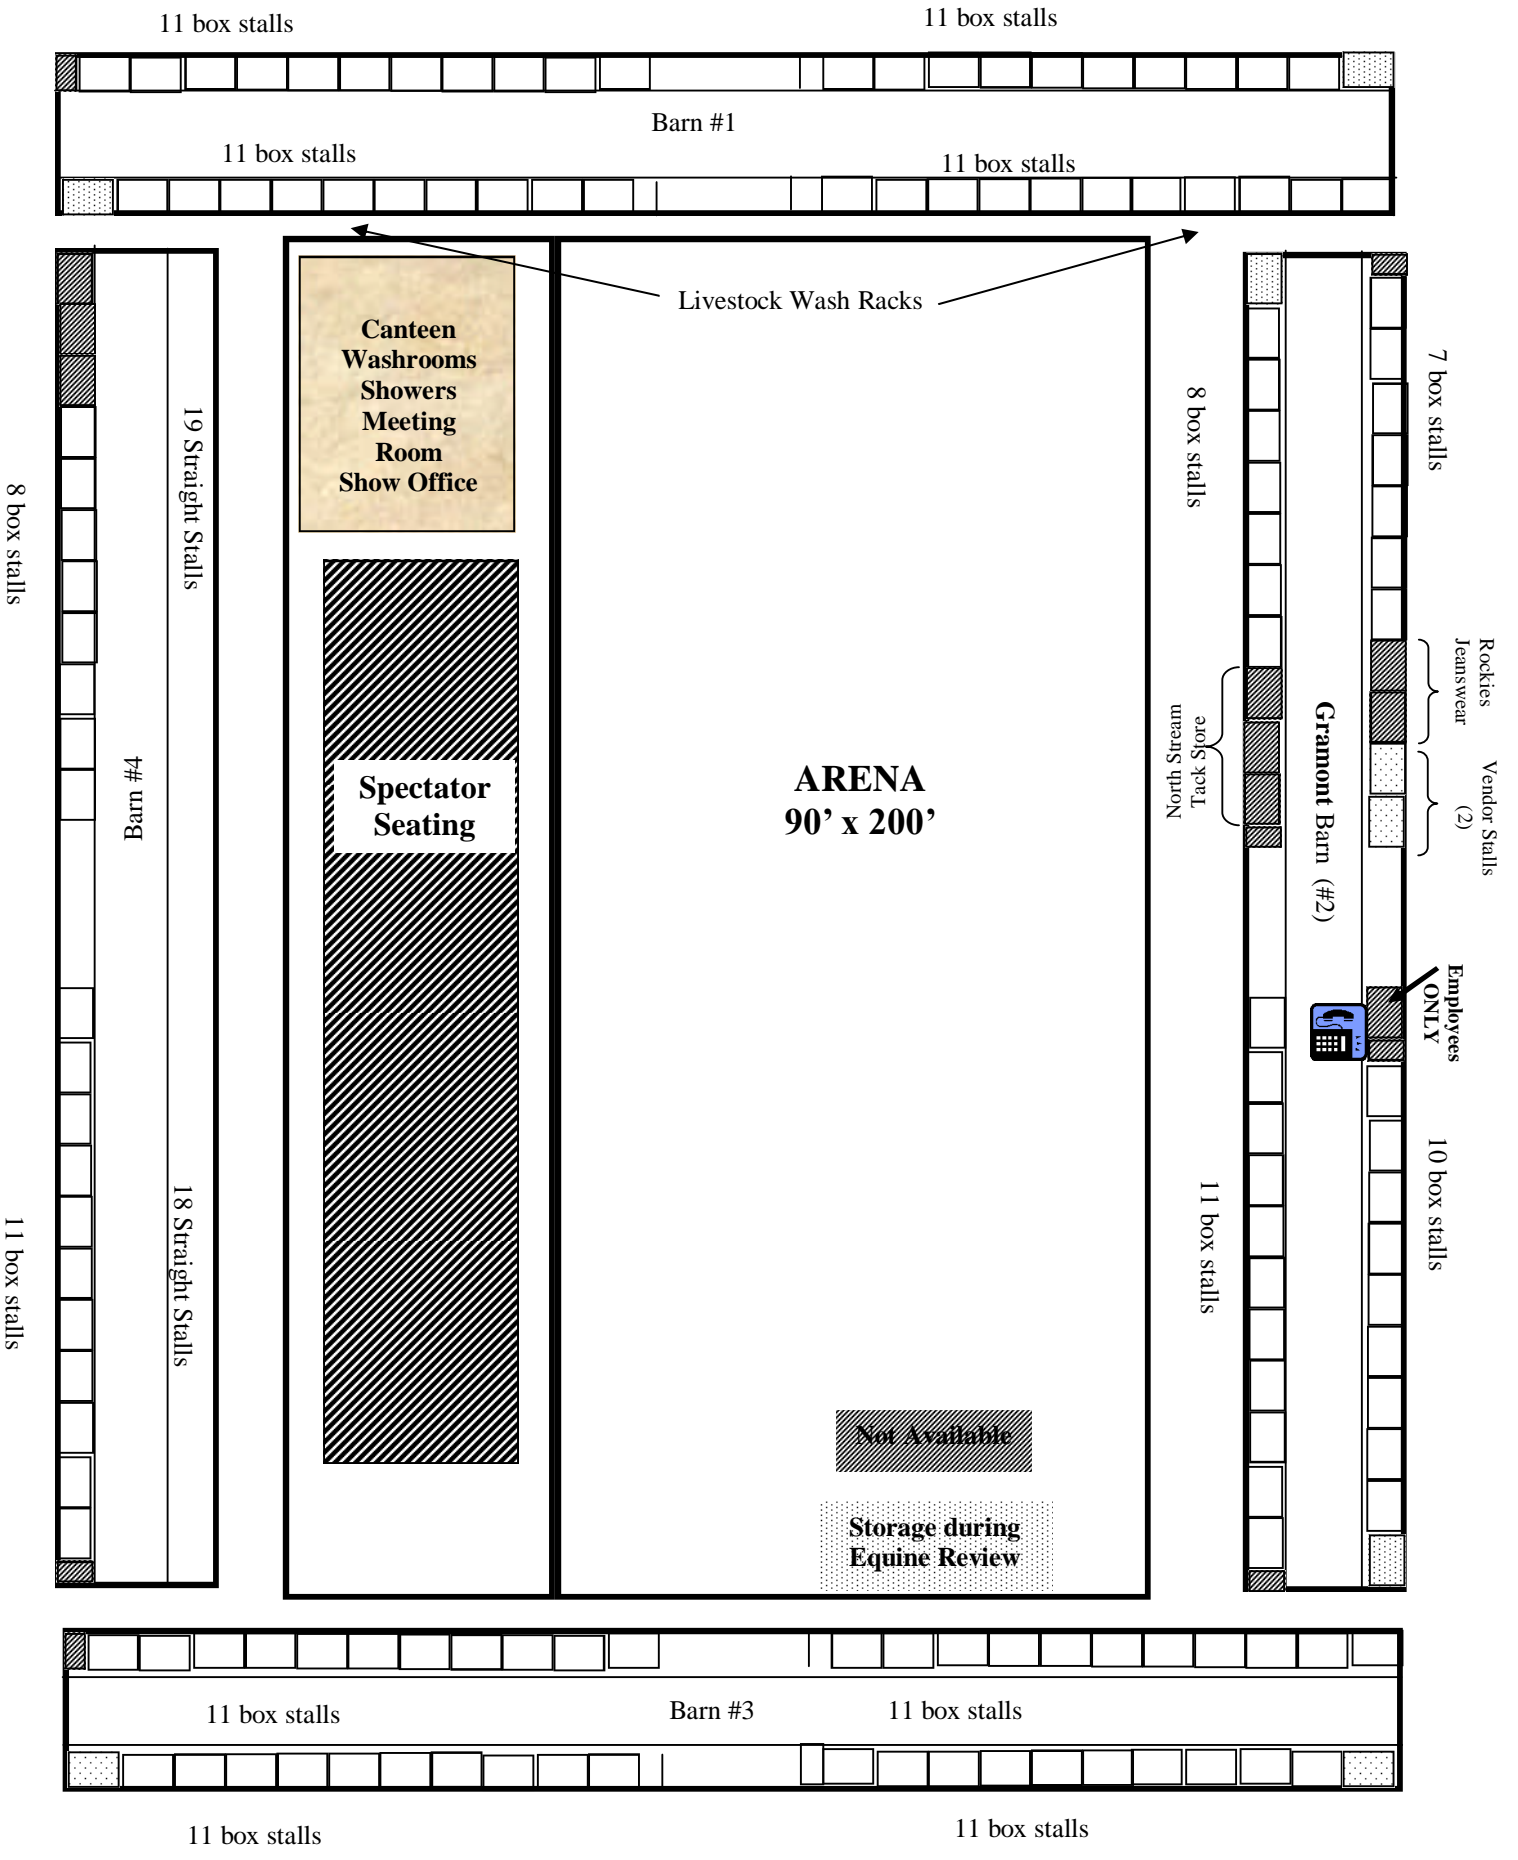 11 box stalls
11 box stalls
Barn #1
11 box stalls
11 box stalls
Livestock Wash Racks
Canteen
Washrooms
Showers
Meeting
Room
Show Office
8 box stalls
19 Straight Stalls
Barn #4
18 Straight Stalls
11 box stalls
Spectator
Seating
ARENA
90’ x 200’
Not Available
Storage during
Equine Review
8 box stalls
North Stream
Tack Store
11 box stalls
Gramont Barn (#2)
7 box stalls
Rockies
Jeanswear
Vendor Stalls
(2)
Employees
ONLY
10 box stalls
11 box stalls
Barn #3
11 box stalls
11 box stalls
11 box stalls